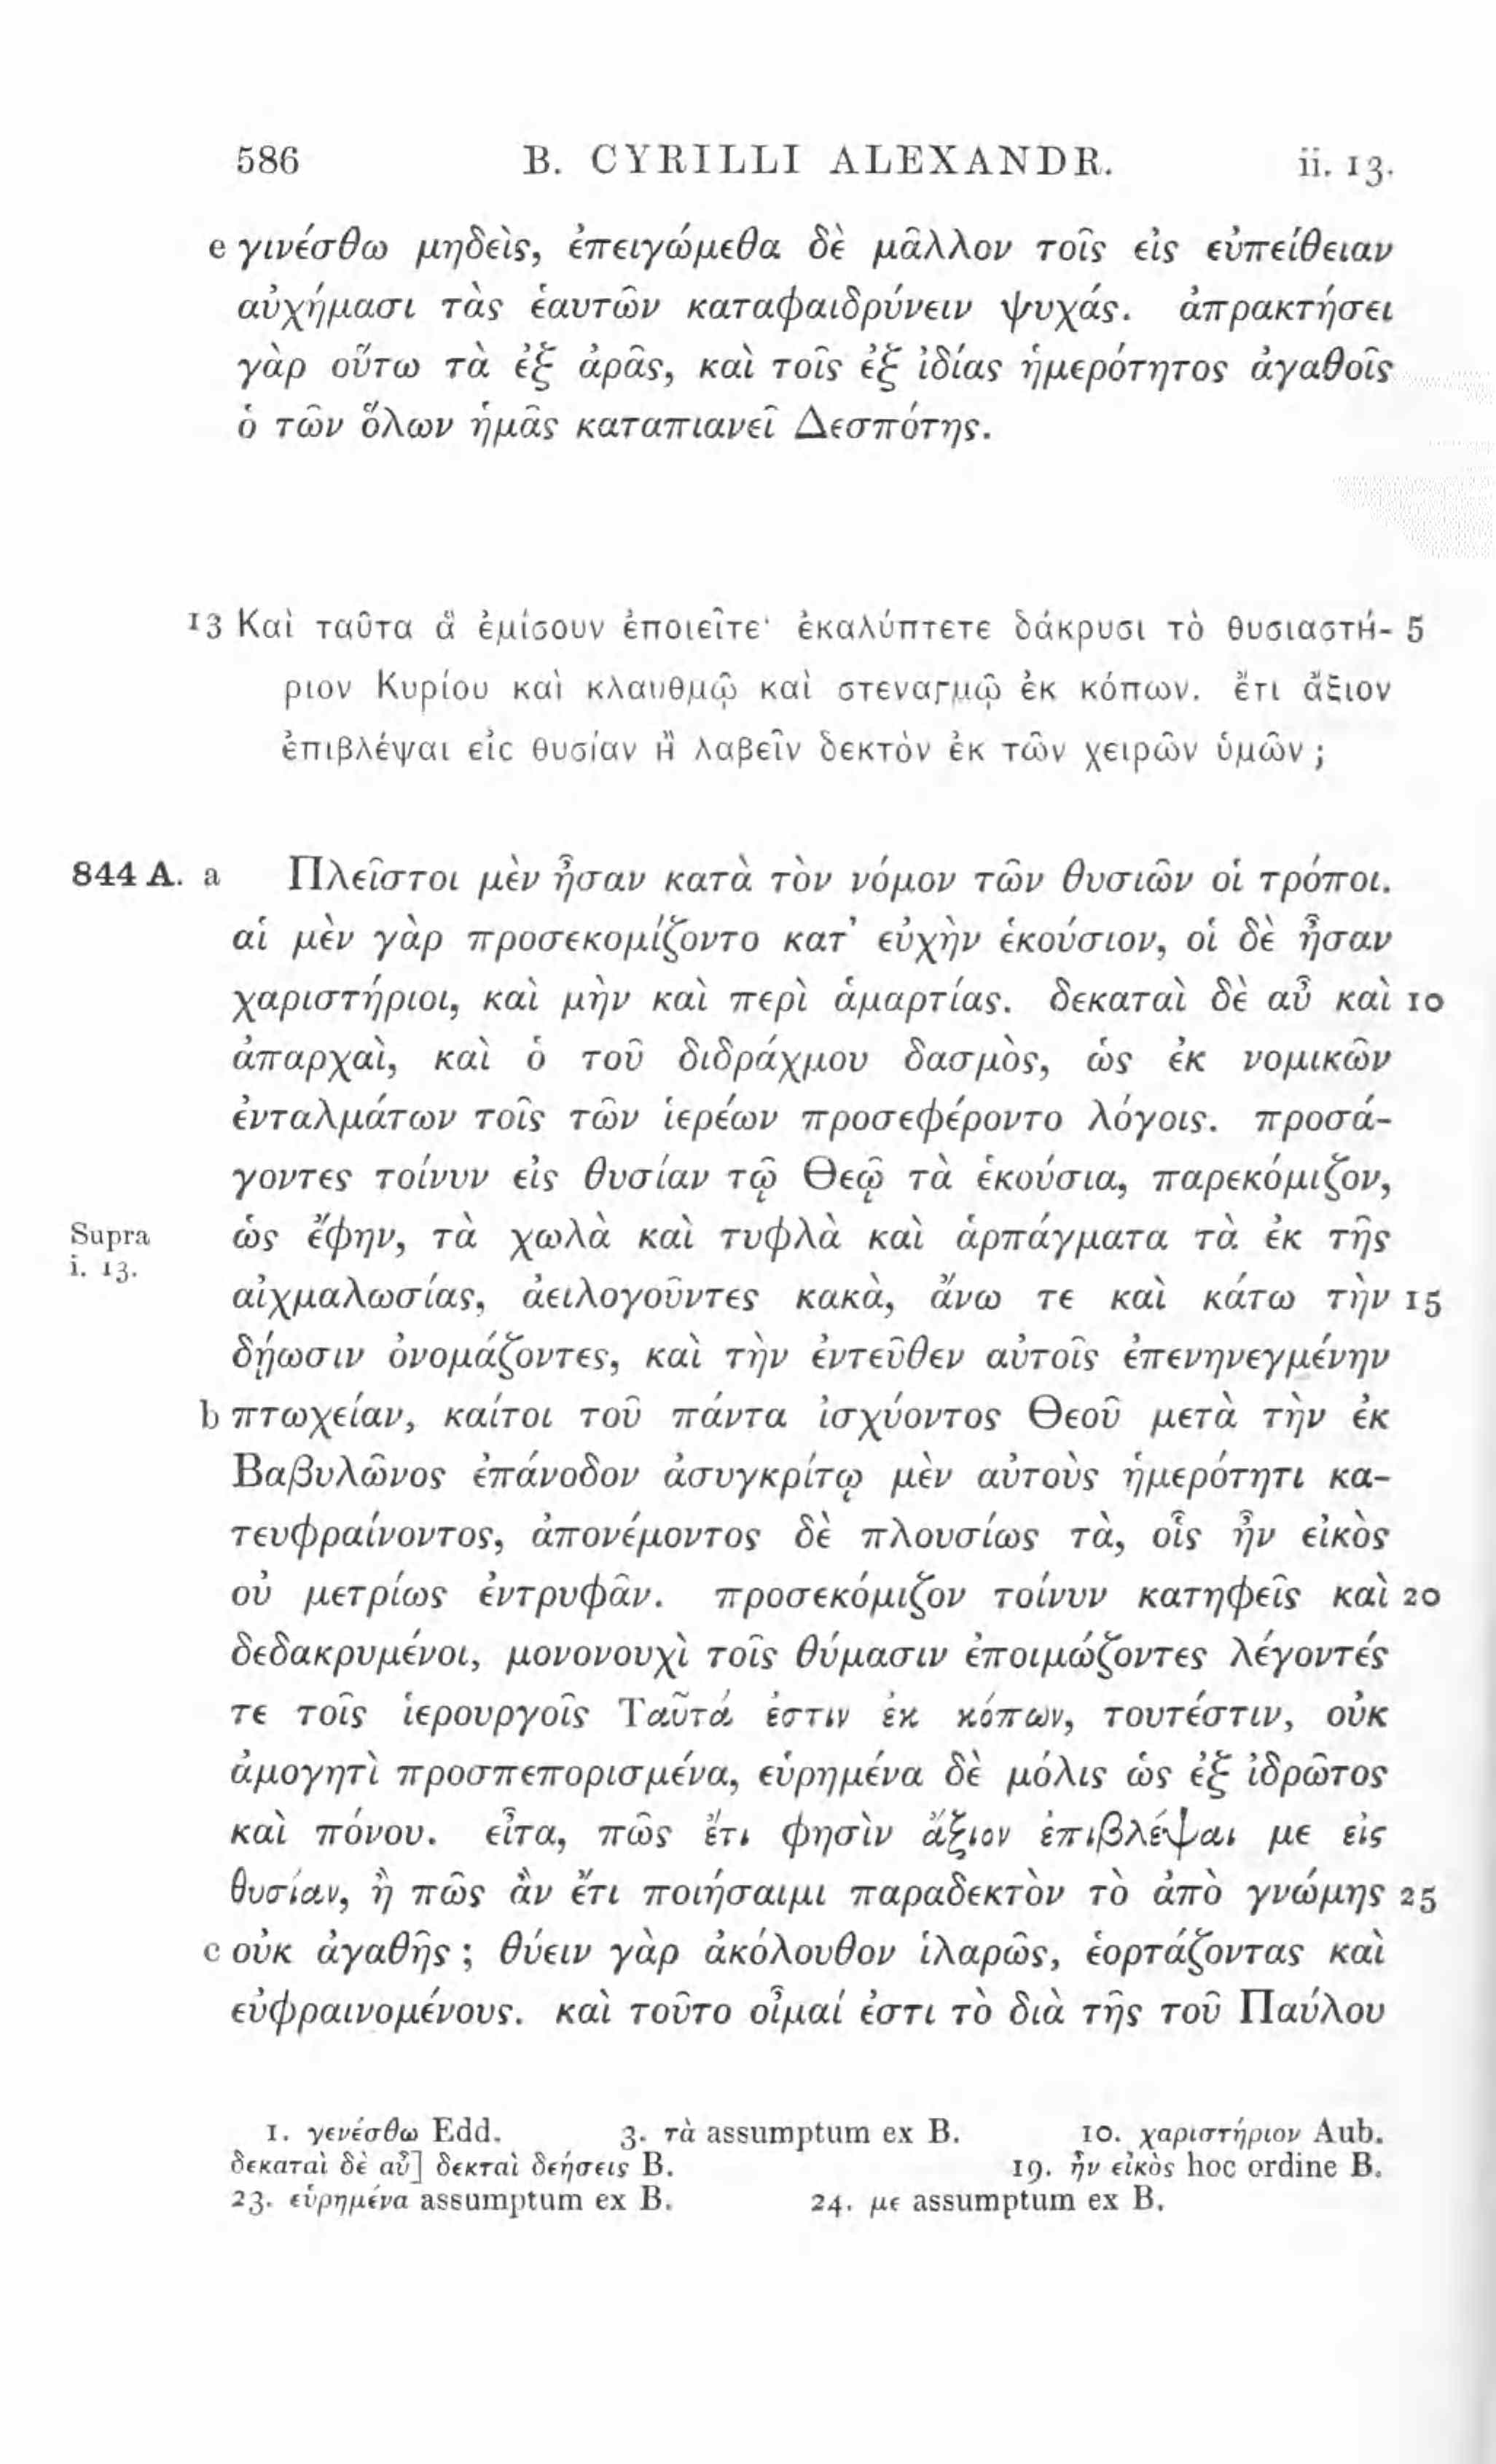 586 B. CYRILLI ALEXANDR. ii. 13.
e γινέσθω μηδεὶς, ἐπειγώμεθα δὲ μᾶλλον τοῖς εἰς εὐπείθειαν
αὐχήμασι τὰς ἑαυτῶν καταφαιδρύνειν ψυχάς. ἀπρακτήσει
γὰρ οὕτω τὰ ἐξ ἀρᾶς, καὶ τοῖς ἐξ ἰδίας ἡμερότητος ἀγαθοῖς
ὁ τῶν ὅλων ἡμᾶς καταπιανεῖ Δεσπότης.
13 Καὶ ταῦτα ἃ ἐμίσουν ἐποιεῖτε· ἐκαλύπτετε δάκρυσι τὸ θυσιαστή- 5
ριον Κυρίου καὶ κλαυθμῷ καὶ στεναγμῷ ἐκ κόπων. ἔτι ἄξιον
ἐπιβλέψαι εἰς θυσίαν ἢ λαβεῖν δεκτὸν ἐκ τῶν χειρῶν ὑμῶν ;
844 A. a Πλεῖστοι μὲν ἦσαν κατὰ τὸν νόμον τῶν θυσιῶν οἱ τρόποι.
αἱ μὲν γὰρ προσεκομίζοντο κατ' εὐχὴν ἑκούσιον, οἱ δὲ ἦσαν
χαριστήριοι, καὶ μὴν καὶ περὶ ἁμαρτίας. δεκαταὶ δὲ αὖ καὶ 10
ἀπαρχαὶ, καὶ ὁ τοῦ διδράχμου δασμὸς, ὡς ἐκ νομικῶν
ἐνταλμάτων τοῖς τῶν ἱερέων προσεφέροντο λόγοις. προσά-
γοντες τοίνυν εἰς θυσίαν τῷ Θεῷ τὰ ἑκούσια, παρεκόμιζον,
Supra ὡς ἔφην, τὰ χωλὰ καὶ τυφλὰ καὶ ἁρπάγματα τὰ ἐκ τῆς
i. 13.
αἰχμαλωσίας, ἀειλογοῦντες κακὰ, ἄνω τε καὶ κάτω τὴν 15
δῄωσιν ὀνομάζοντες, καὶ τὴν ἐντεῦθεν αὐτοῖς ἐπενηνεγμένην
b πτωχείαν, καίτοι τοῦ πάντα ἰσχύοντος Θεοῦ μετὰ τὴν ἐκ
Βαβυλῶνος ἐπάνοδον ἀσυγκρίτῳ μὲν αὐτοὺς ἡμερότητι κα-
τευφραίνοντος, ἀπονέμοντος δὲ πλουσίως τὰ, οἷς ἦν εἰκὸς
οὐ μετρίως ἐντρυφᾶν. προσεκόμιζον τοίνυν κατηφεῖς καὶ 20
δεδακρυμένοι, μονονουχὶ τοῖς θύμασιν ἐποιμώζοντες λέγοντές
τε τοῖς ἱερουργοῖς Ταῦτά ἐστιν ἐκ κόπων, τουτέστιν, οὐκ
ἀμογητὶ προσπεπορισμένα, εὑρημένα δὲ μόλις ὡς ἐξ ἱδρῶτος
καὶ πόνου. εἶτα, πῶς ἔτι φησὶν ἄξιον ἐπιβλέψαι με εἰς
θυσίαν, ἢ πῶς ἂν ἔτι ποιήσαιμι παραδεκτὸν τὸ ἀπὸ γνώμης 25
c οὐκ ἀγαθῆς ; θύειν γὰρ ἀκόλουθον ἱλαρῶς, ἑορτάζοντας καὶ
εὐφραινομένους. καὶ τοῦτο οἶμαί ἐστι τὸ διὰ τῆς τοῦ Παύλου
1. γενέσθω Edd. 3. τὰ assumptum ex B. 10. χαριστήριον Aub.
δεκαταὶ δὲ αὖ] δεκταὶ δεήσεις B. 19. ἦν εἰκὸς hoc ordine B.
23. εὑρημένα assumptum ex B. 24. με assumptum ex B.